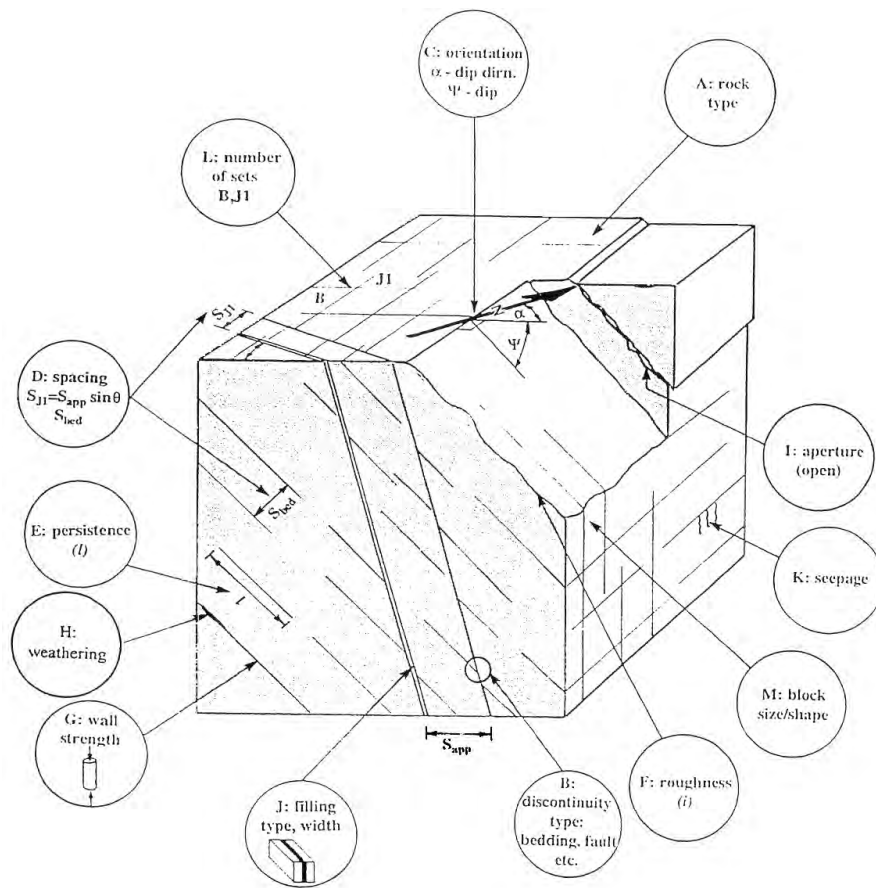 C: orientation
α - dip dirn.
Ψ - dip
A: rock
type
L: number
of sets
B,J1
J1
B
S_J1
N
α
Ψ
D: spacing
S_J1=S_app sinθ
S_bed
S_bed
I: aperture
(open)
E: persistence
(l)
l
K: seepage
H:
weathering
M: block
size/shape
G: wall
strength
S_app
F: roughness
(i)
J: filling
type, width
B:
discontinuity
type:
bedding, fault
etc.